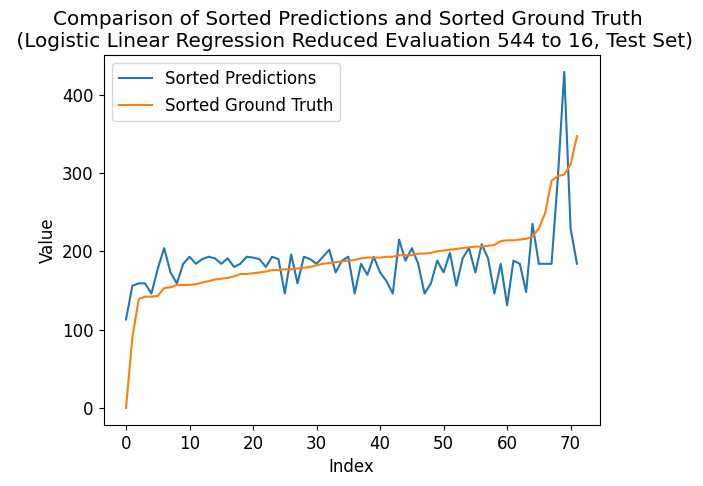 Comparison of Sorted Predictions and Sorted Ground Truth
(Logistic Linear Regression Reduced Evaluation 544 to 16, Test Set)
Sorted Predictions
Sorted Ground Truth
400
300
200
100
0
Value
0 10 20 30 40 50 60 70
Index